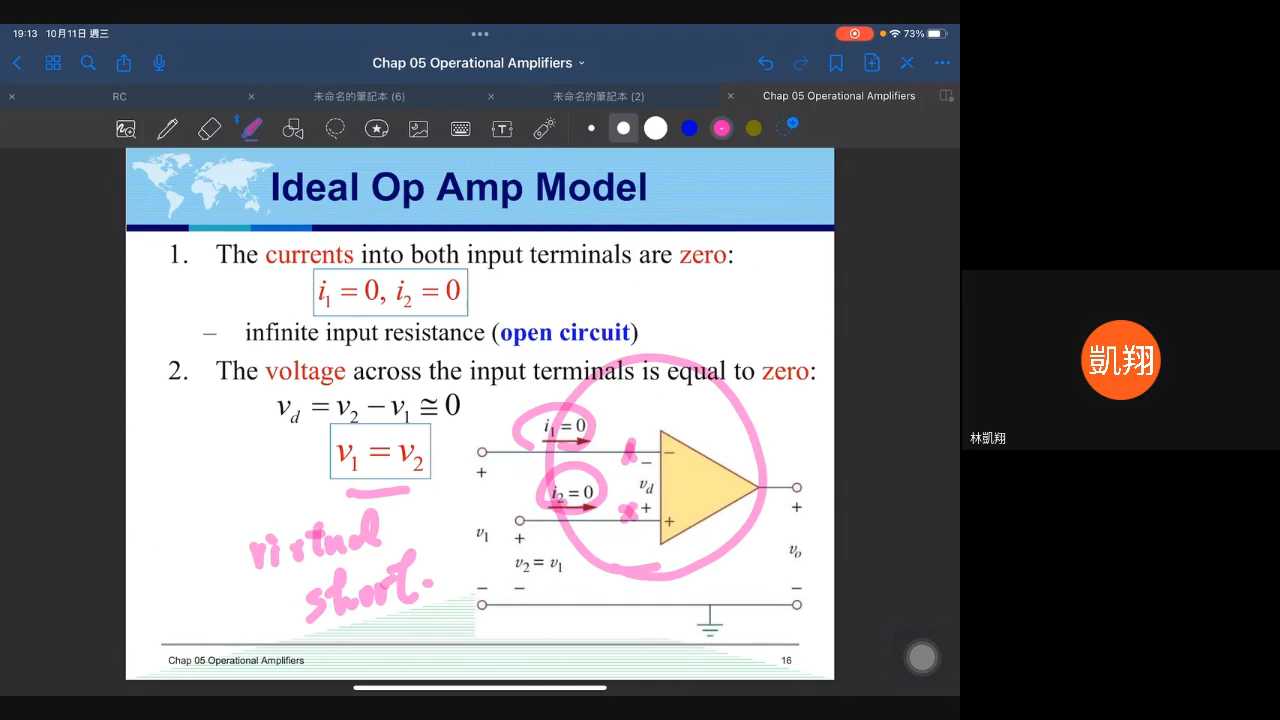 19:13 10月11日 週三
73%
Chap 05 Operational Amplifiers
RC
未命名的筆記本 (6)
未命名的筆記本 (2)
Chap 05 Operational Amplifiers
Ideal Op Amp Model
1. The currents into both input terminals are zero:
i₁ = 0, i₂ = 0
– infinite input resistance (open circuit)
2. The voltage across the input terminals is equal to zero:
v_d = v₂ − v₁ ≅ 0
v₁ = v₂
virtual
short.
i₁ = 0
−
−
+
v_d
i₂ = 0
+
+
v₁
+
+
v₂ = v₁
v_o
−
−
−
Chap 05 Operational Amplifiers
16
凱翔
林凱翔